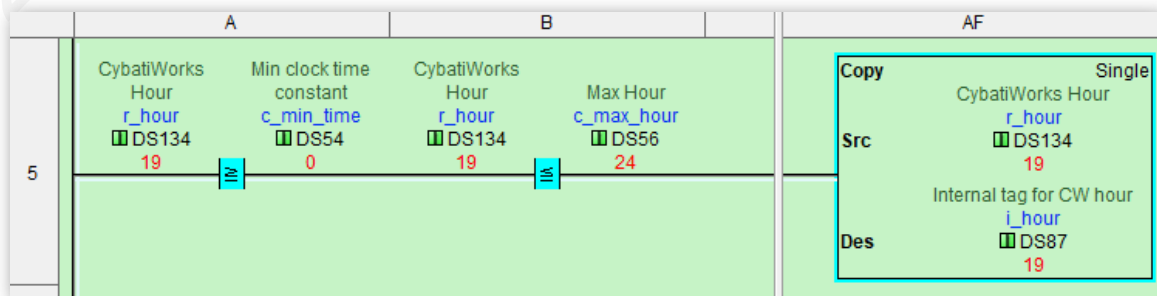 A B AF
5
CybatiWorks Hour
r_hour
DS134
19
≥
Min clock time constant
c_min_time
DS54
0
CybatiWorks Hour
r_hour
DS134
19
≤
Max Hour
c_max_hour
DS56
24
Copy Single
CybatiWorks Hour
r_hour
Src DS134
19
Internal tag for CW hour
i_hour
Des DS87
19